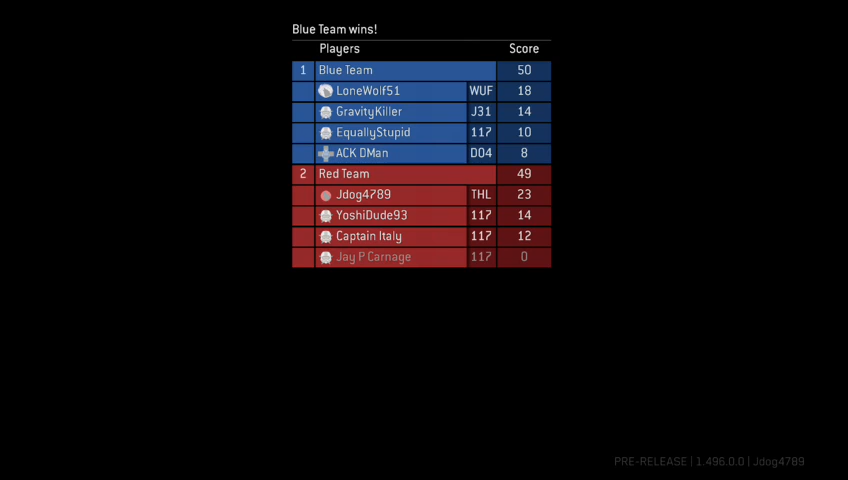 Blue Team wins!
Players Score
1 Blue Team 50
LoneWolf51 WUF 18
GravityKiller J31 14
EquallyStupid 117 10
ACK DMan D04 8
2 Red Team 49
Jdog4789 THL 23
YoshiDude93 117 14
Captain Italy 117 12
Jay P Carnage 117 0
PRE-RELEASE | 1.496.0.0 | Jdog4789